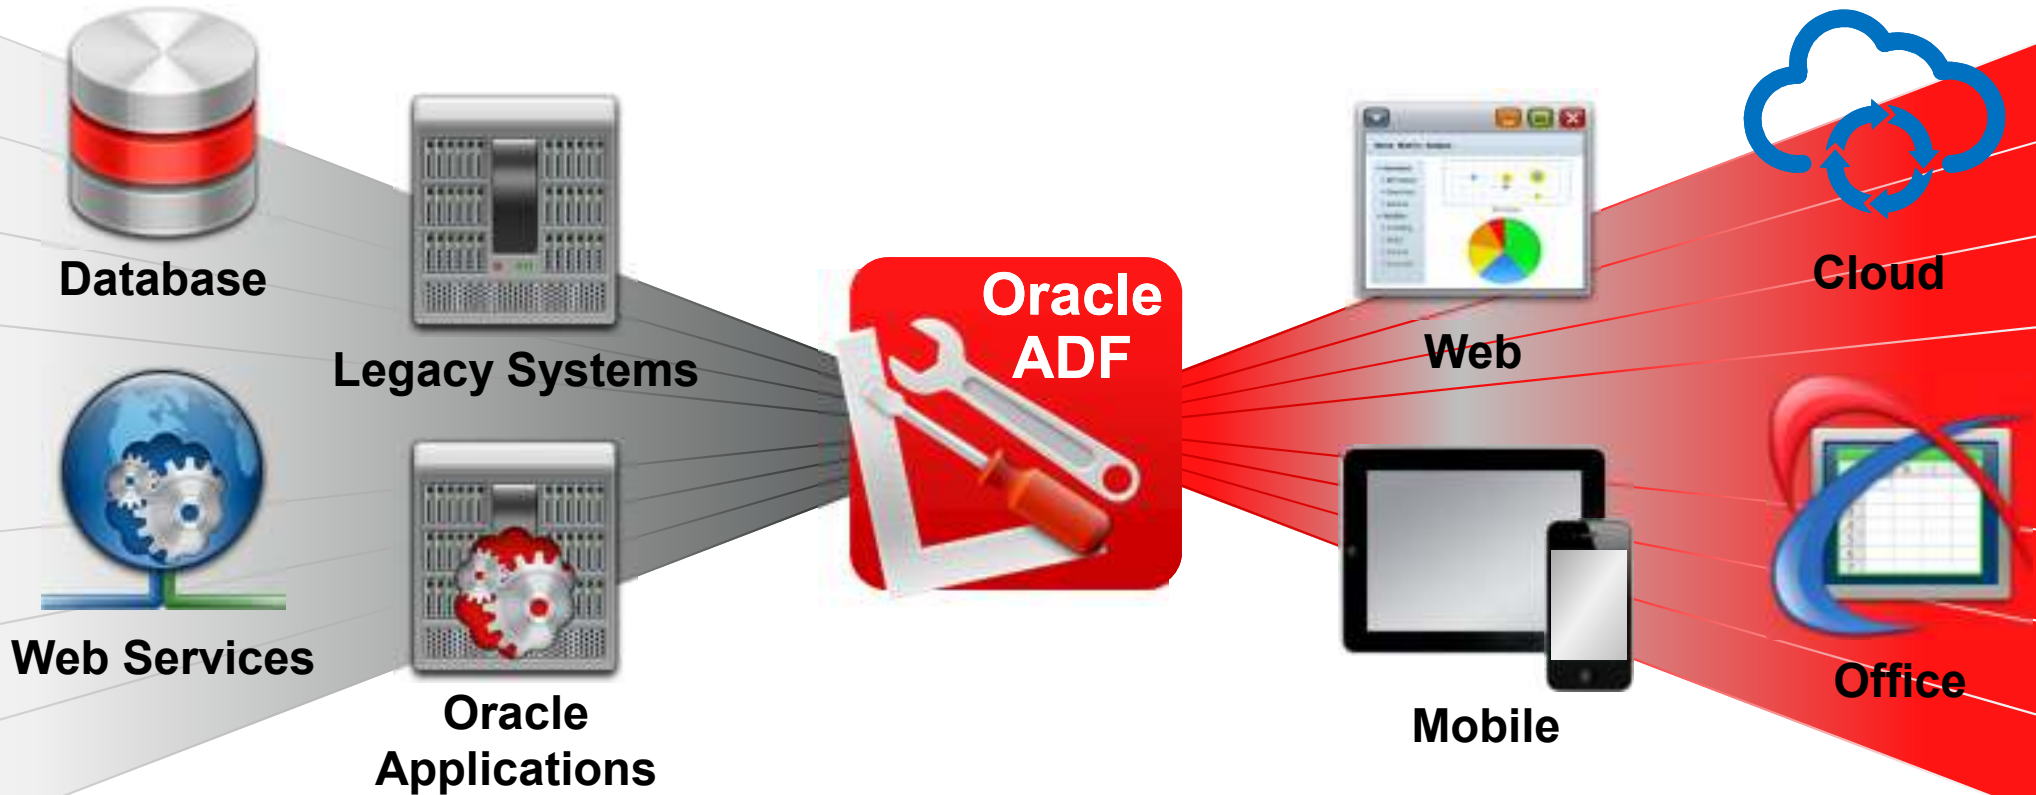 Database
Legacy Systems
Web Services
Oracle
Applications
Oracle
ADF
Web
Cloud
Mobile
Office